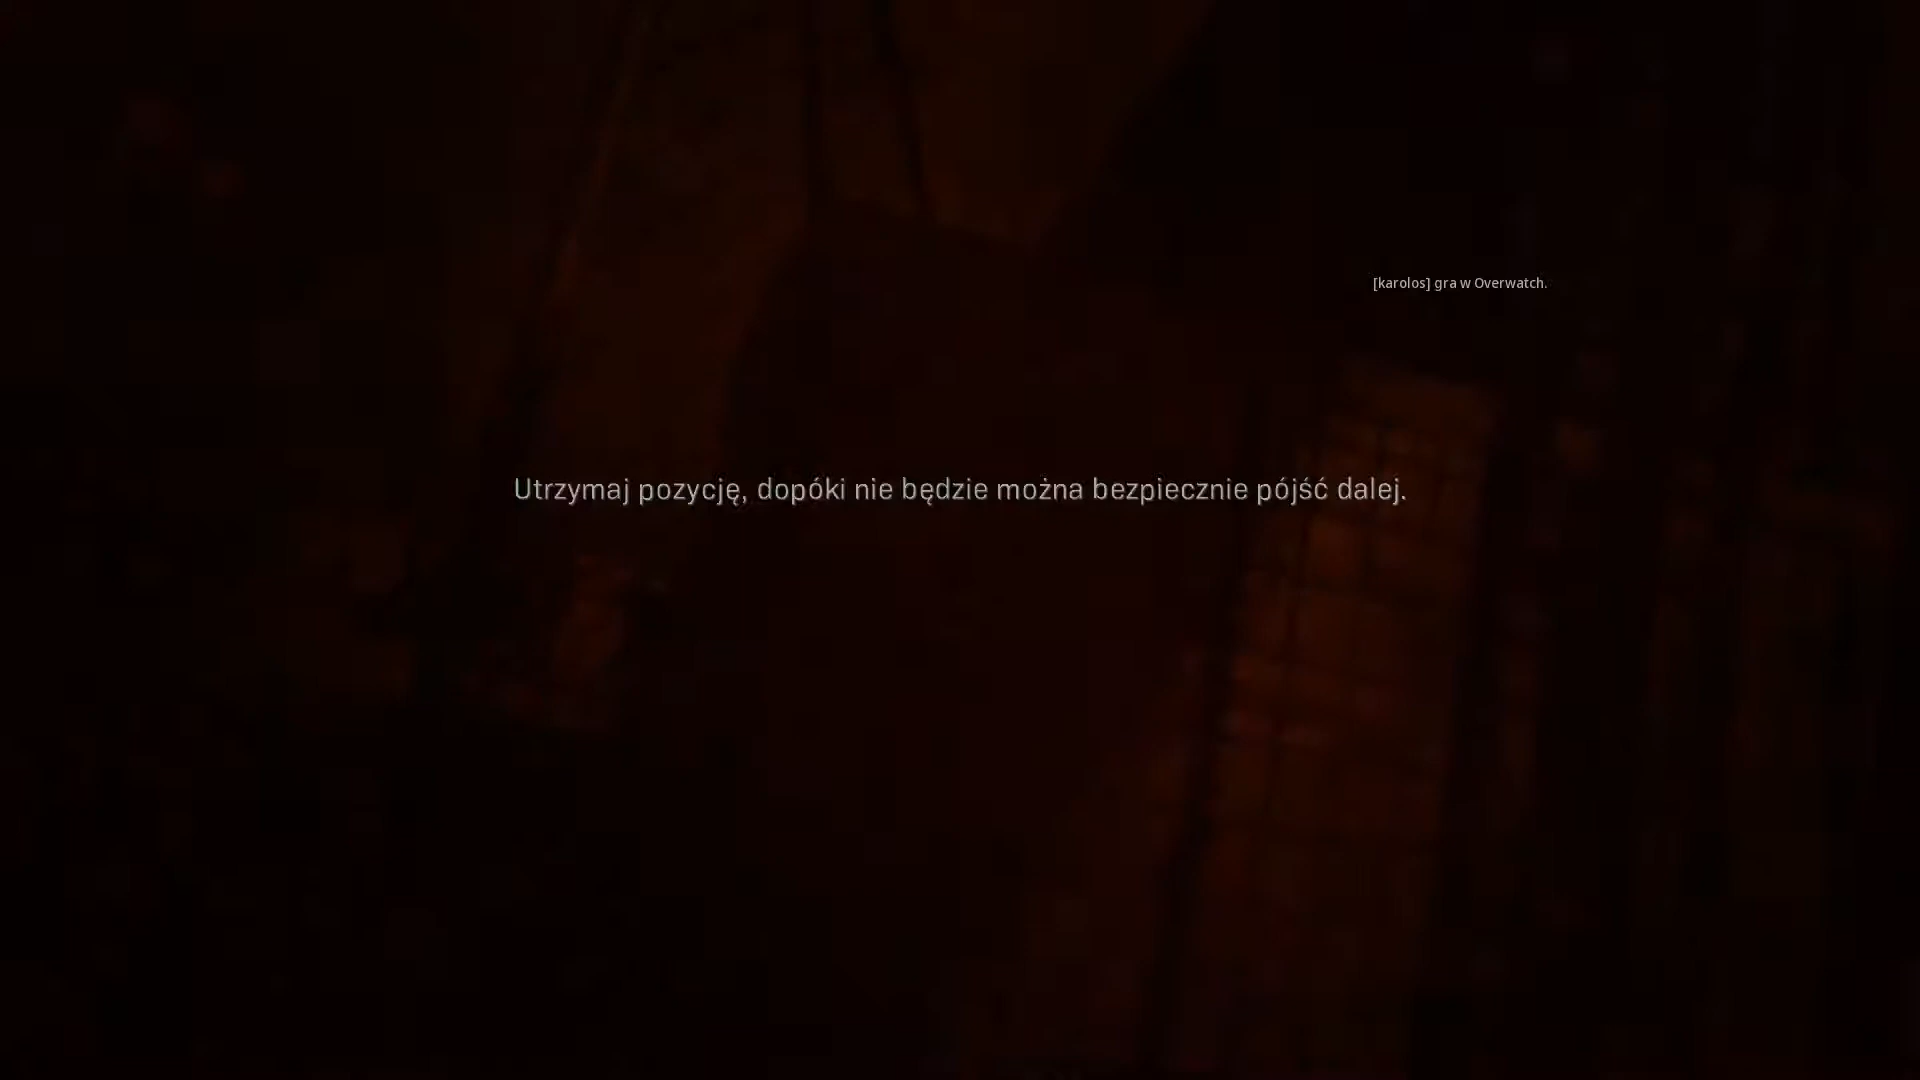 [karolos] gra w Overwatch.
Utrzymaj pozycję, dopóki nie będzie można bezpiecznie pójść dalej.